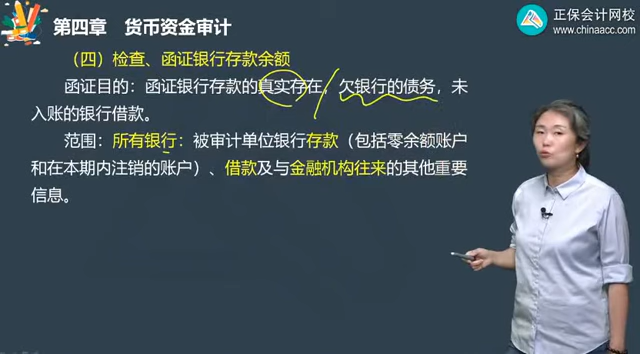 第四章 货币资金审计
正保会计网校
www.chinaacc.com
（四）检查、函证银行存款余额
函证目的：函证银行存款的真实存在，欠银行的债务，未
入账的银行借款。
范围：所有银行：被审计单位银行存款（包括零余额账户
和在本期内注销的账户）、借款及与金融机构往来的其他重要
信息。